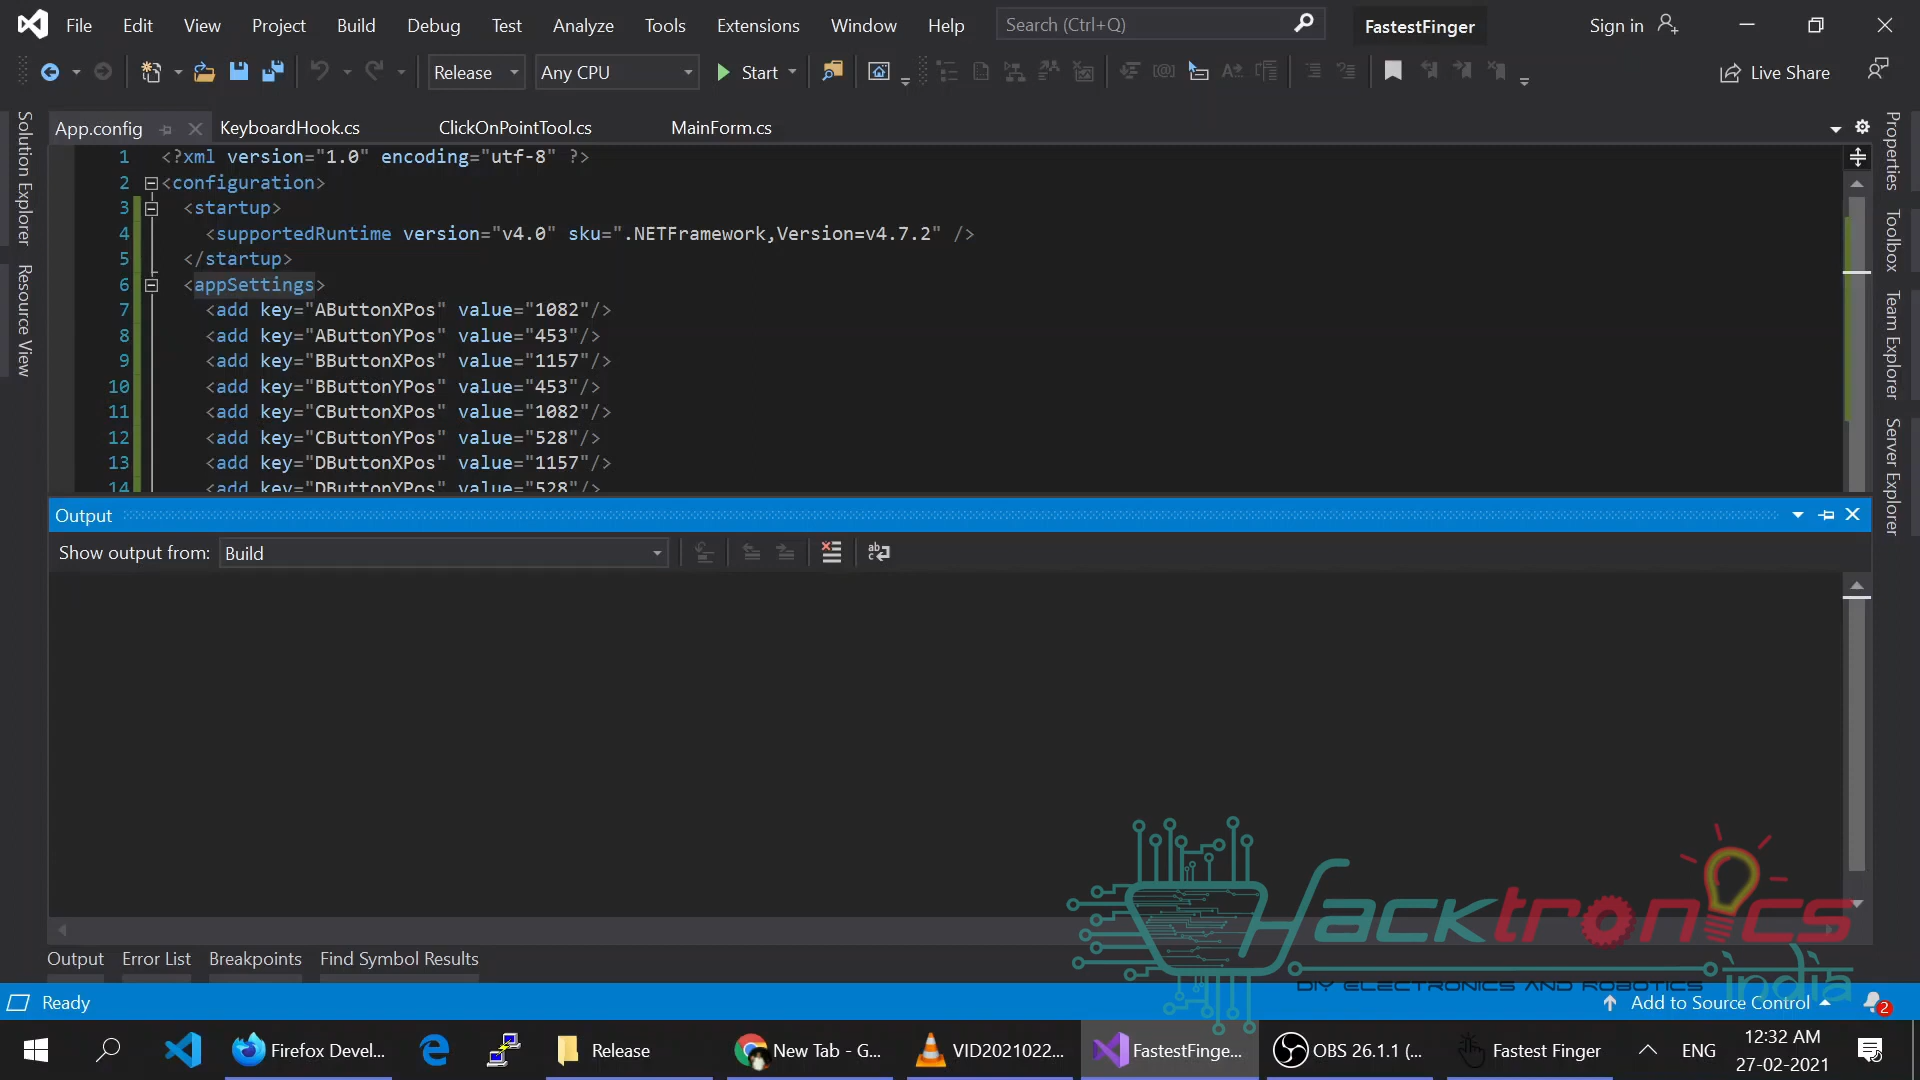 File Edit View Project Build Debug Test Analyze Tools Extensions Window Help Search (Ctrl+Q) FastestFinger Sign in
Release Any CPU Start Live Share
App.config KeyboardHook.cs ClickOnPointTool.cs MainForm.cs
Solution Explorer
Resource View
1 <?xml version="1.0" encoding="utf-8" ?>
2 <configuration>
3 <startup>
4 <supportedRuntime version="v4.0" sku=".NETFramework,Version=v4.7.2" />
5 </startup>
6 <appSettings>
7 <add key="AButtonXPos" value="1082"/>
8 <add key="AButtonYPos" value="453"/>
9 <add key="BButtonXPos" value="1157"/>
10 <add key="BButtonYPos" value="453"/>
11 <add key="CButtonXPos" value="1082"/>
12 <add key="CButtonYPos" value="528"/>
13 <add key="DButtonXPos" value="1157"/>
14 <add key="DButtonYPos" value="528"/>
Properties
Toolbox
Team Explorer
Server Explorer
Output
Show output from: Build
Hacktronics
DIY ELECTRONICS AND ROBOTICS india
Output Error List Breakpoints Find Symbol Results
Ready Add to Source Control 2
Firefox Devel... Release New Tab - G... VID2021022... FastestFinge... OBS 26.1.1 (... Fastest Finger ENG 12:32 AM
27-02-2021